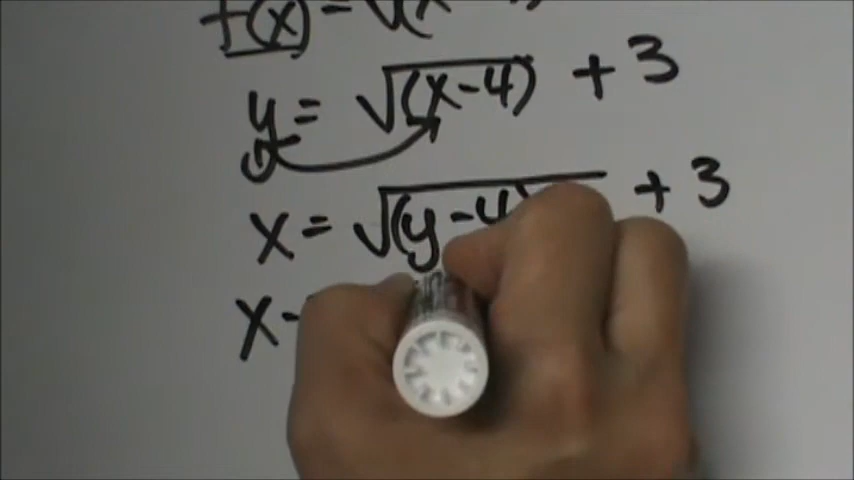 f(x) = √(x
y = √(x-4) + 3
x = √(y-4) + 3
x-